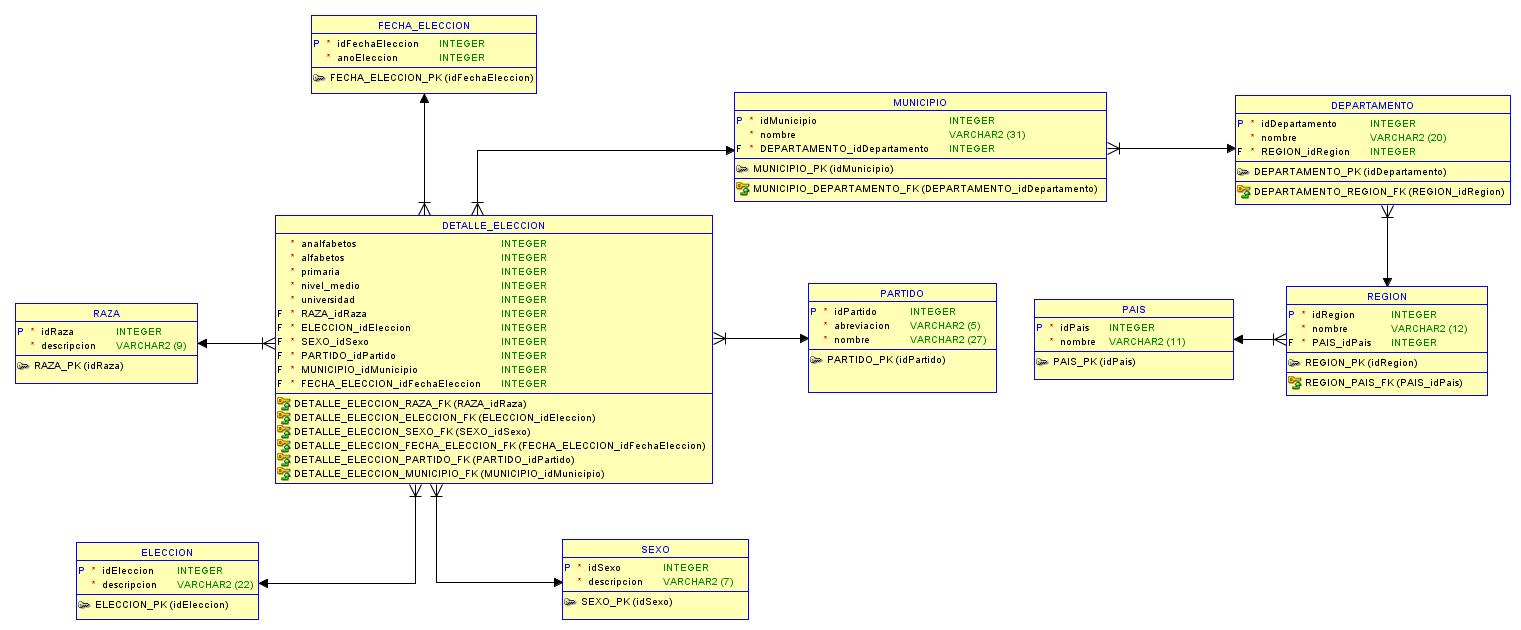 FECHA_ELECCION
P * idFechaEleccion INTEGER
* anoEleccion INTEGER
FECHA_ELECCION_PK (idFechaEleccion)
MUNICIPIO
P * idMunicipio INTEGER
* nombre VARCHAR2 (31)
F * DEPARTAMENTO_idDepartamento INTEGER
MUNICIPIO_PK (idMunicipio)
MUNICIPIO_DEPARTAMENTO_FK (DEPARTAMENTO_idDepartamento)
DEPARTAMENTO
P * idDepartamento INTEGER
* nombre VARCHAR2 (20)
F * REGION_idRegion INTEGER
DEPARTAMENTO_PK (idDepartamento)
DEPARTAMENTO_REGION_FK (REGION_idRegion)
DETALLE_ELECCION
* analfabetos INTEGER
* alfabetos INTEGER
* primaria INTEGER
* nivel_medio INTEGER
* universidad INTEGER
F * RAZA_idRaza INTEGER
F * ELECCION_idEleccion INTEGER
F * SEXO_idSexo INTEGER
F * PARTIDO_idPartido INTEGER
F * MUNICIPIO_idMunicipio INTEGER
F * FECHA_ELECCION_idFechaEleccion INTEGER
DETALLE_ELECCION_RAZA_FK (RAZA_idRaza)
DETALLE_ELECCION_ELECCION_FK (ELECCION_idEleccion)
DETALLE_ELECCION_SEXO_FK (SEXO_idSexo)
DETALLE_ELECCION_FECHA_ELECCION_FK (FECHA_ELECCION_idFechaEleccion)
DETALLE_ELECCION_PARTIDO_FK (PARTIDO_idPartido)
DETALLE_ELECCION_MUNICIPIO_FK (MUNICIPIO_idMunicipio)
RAZA
P * idRaza INTEGER
* descripcion VARCHAR2 (9)
RAZA_PK (idRaza)
PARTIDO
P * idPartido INTEGER
* abreviacion VARCHAR2 (5)
* nombre VARCHAR2 (27)
PARTIDO_PK (idPartido)
PAIS
P * idPais INTEGER
* nombre VARCHAR2 (11)
PAIS_PK (idPais)
REGION
P * idRegion INTEGER
* nombre VARCHAR2 (12)
F * PAIS_idPais INTEGER
REGION_PK (idRegion)
REGION_PAIS_FK (PAIS_idPais)
ELECCION
P * idEleccion INTEGER
* descripcion VARCHAR2 (22)
ELECCION_PK (idEleccion)
SEXO
P * idSexo INTEGER
* descripcion VARCHAR2 (7)
SEXO_PK (idSexo)